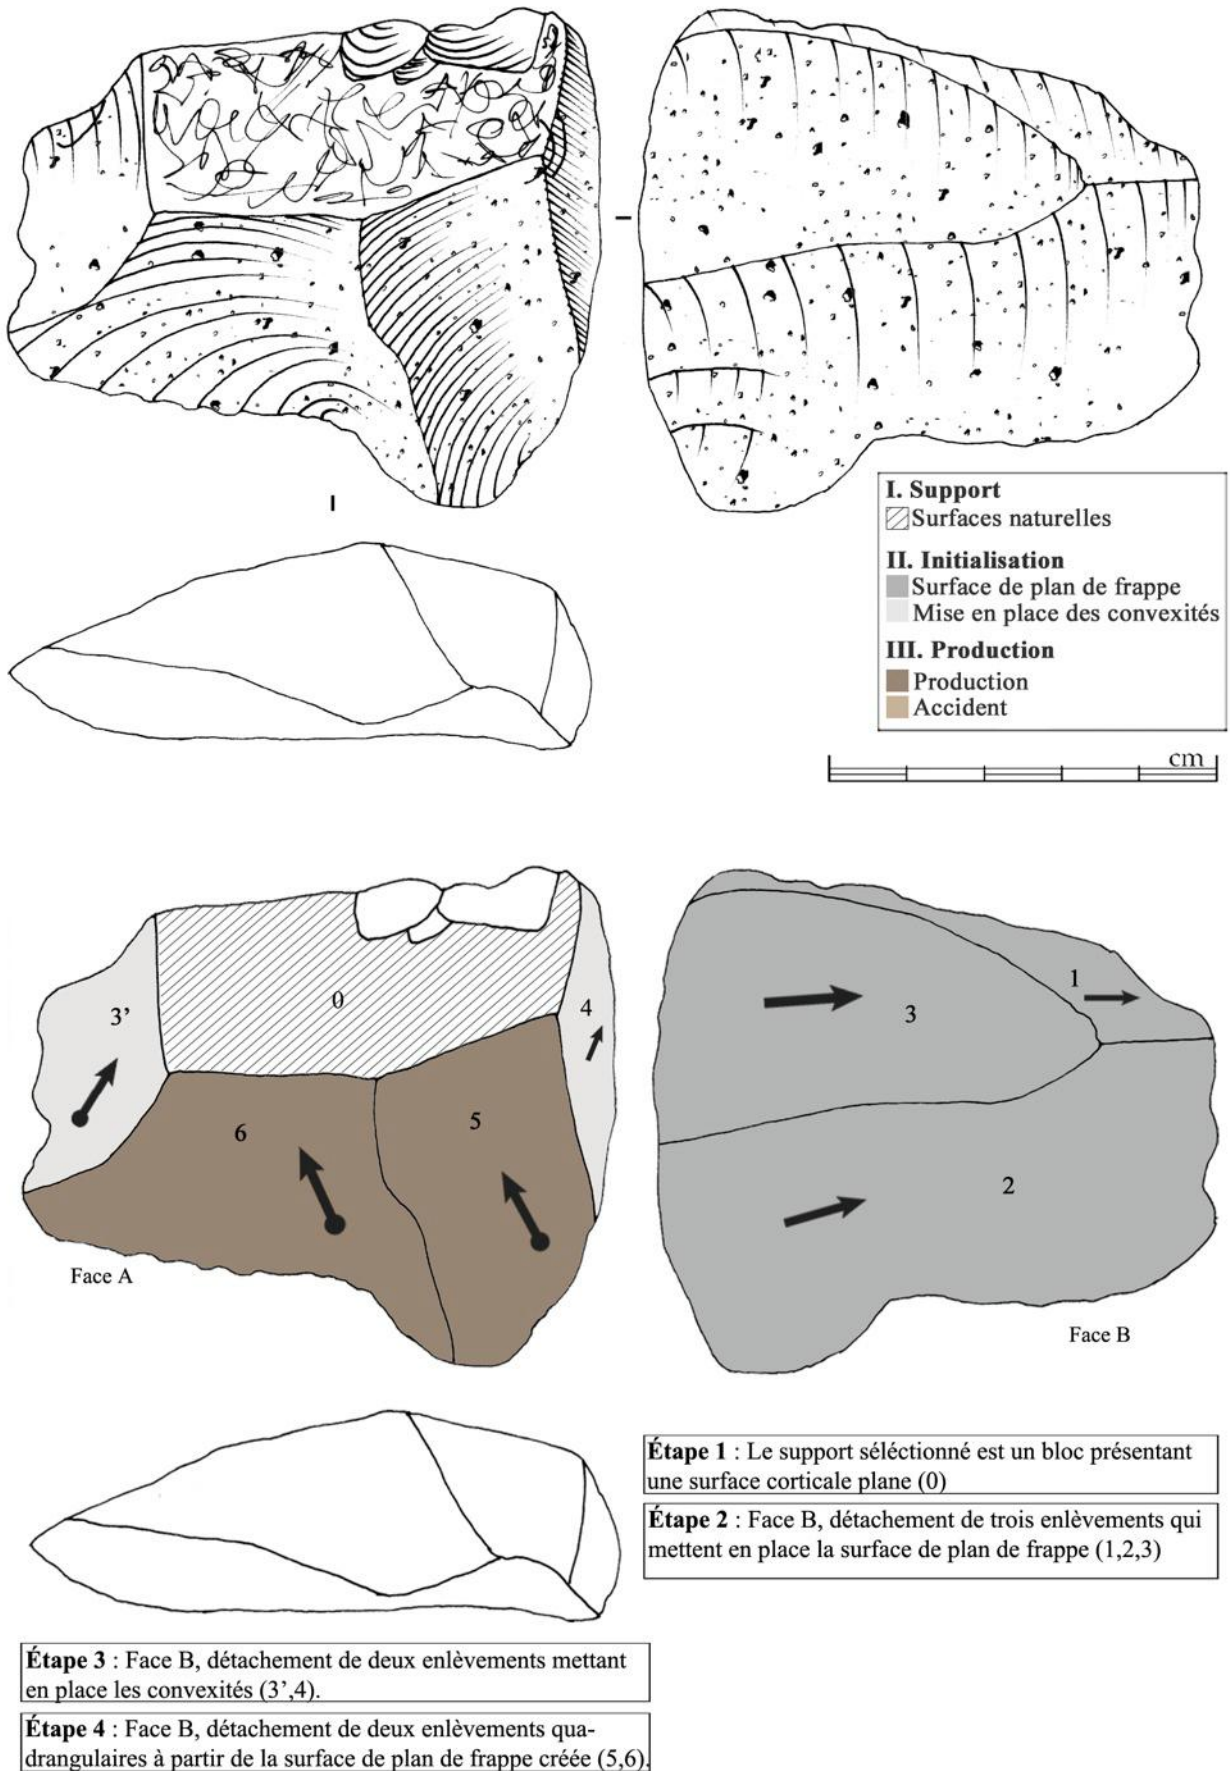 I. Support
Surfaces naturelles
II. Initialisation
Surface de plan de frappe
Mise en place des convexités
III. Production
Production
Accident
cm
3’
0
4
6
5
Face A
1
3
2
Face B
Étape 1 : Le support séléctionné est un bloc présentant
une surface corticale plane (0)
Étape 2 : Face B, détachement de trois enlèvements qui
mettent en place la surface de plan de frappe (1,2,3)
Étape 3 : Face B, détachement de deux enlèvements mettant
en place les convexités (3’,4).
Étape 4 : Face B, détachement de deux enlèvements qua-
drangulaires à partir de la surface de plan de frappe créée (5,6).